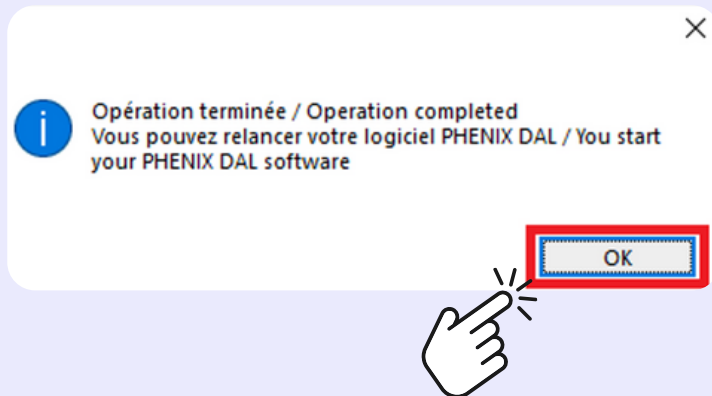 Opération terminée / Operation completed
Vous pouvez relancer votre logiciel PHENIX DAL / You start
your PHENIX DAL software
OK